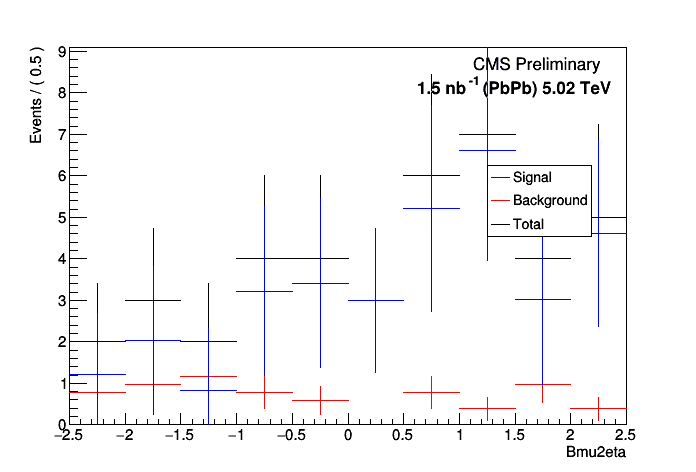 CMS Preliminary
1.5 nb-1 (PbPb) 5.02 TeV
Events / ( 0.5 )
9
8
7
6
5
4
3
2
1
0
Signal
Background
Total
−2.5 −2 −1.5 −1 −0.5 0 0.5 1 1.5 2 2.5
Bmu2eta